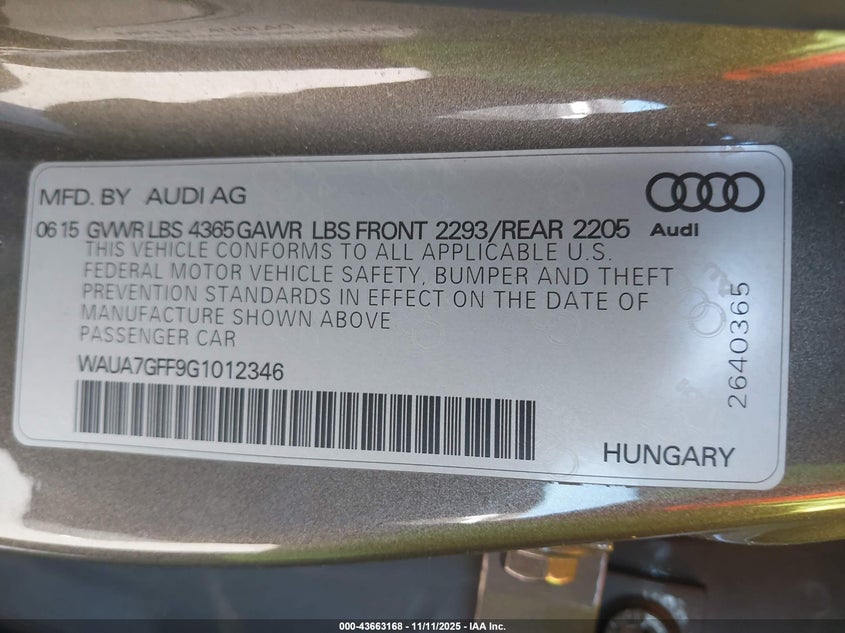 MFD. BY AUDI AG
0615 GVWR LBS 4365 GAWR LBS FRONT 2293/REAR 2205
Audi
THIS VEHICLE CONFORMS TO ALL APPLICABLE U.S.
FEDERAL MOTOR VEHICLE SAFETY, BUMPER AND THEFT
PREVENTION STANDARDS IN EFFECT ON THE DATE OF
MANUFACTURE SHOWN ABOVE
PASSENGER CAR
WAUA7GFF9G1012346
2640365
HUNGARY
000-43663168 - 11/11/2025 - IAA Inc.